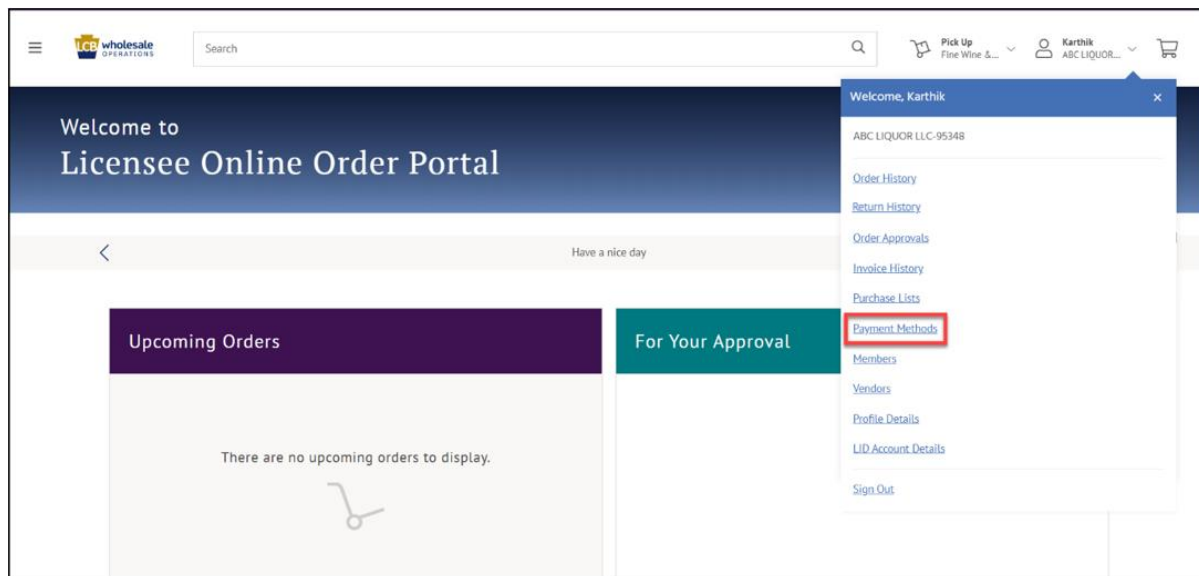 LCB wholesale
OPERATIONS
Search
Pick Up
Fine Wine &...
Karthik
ABC LIQUOR...
Welcome to
Licensee Online Order Portal
Welcome, Karthik
ABC LIQUOR LLC-95348
Order History
Return History
Order Approvals
Invoice History
Purchase Lists
Payment Methods
Members
Vendors
Profile Details
LID Account Details
Sign Out
Have a nice day
Upcoming Orders
For Your Approval
There are no upcoming orders to display.